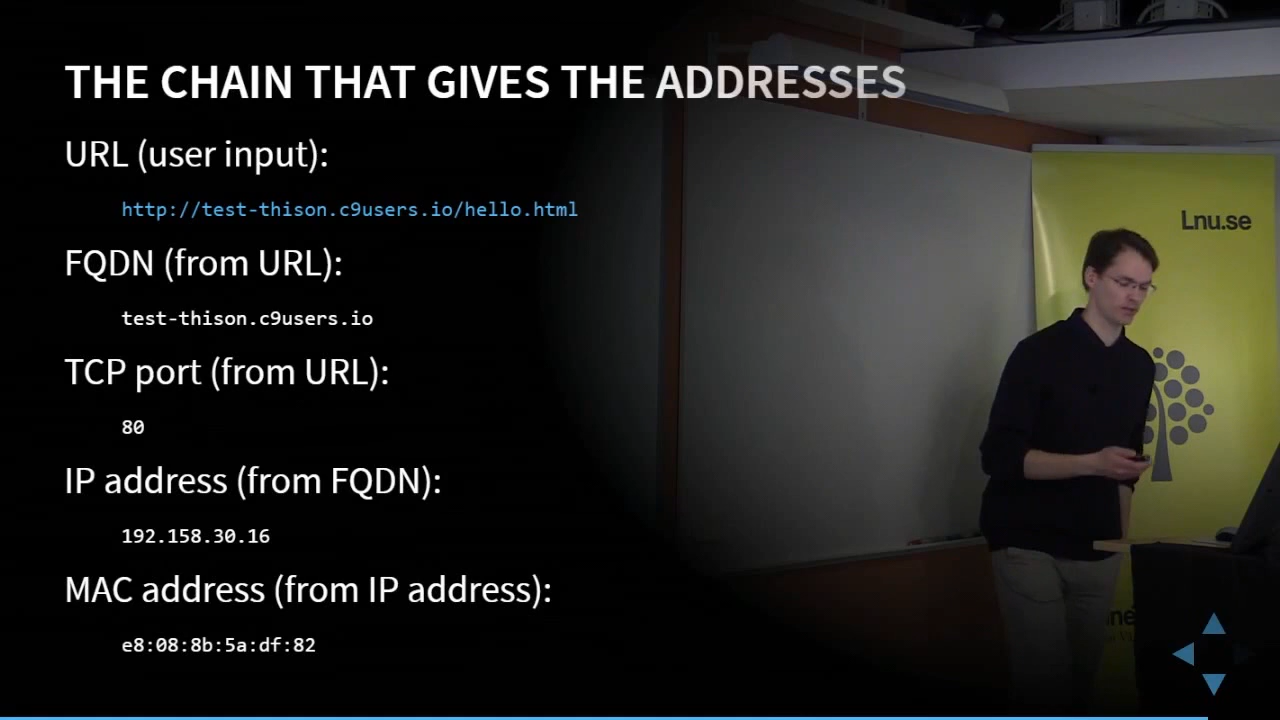 THE CHAIN THAT GIVES THE ADDRESSES
URL (user input):
http://test-thison.c9users.io/hello.html
FQDN (from URL):
test-thison.c9users.io
TCP port (from URL):
80
IP address (from FQDN):
192.158.30.16
MAC address (from IP address):
e8:08:8b:5a:df:82
Lnu.se